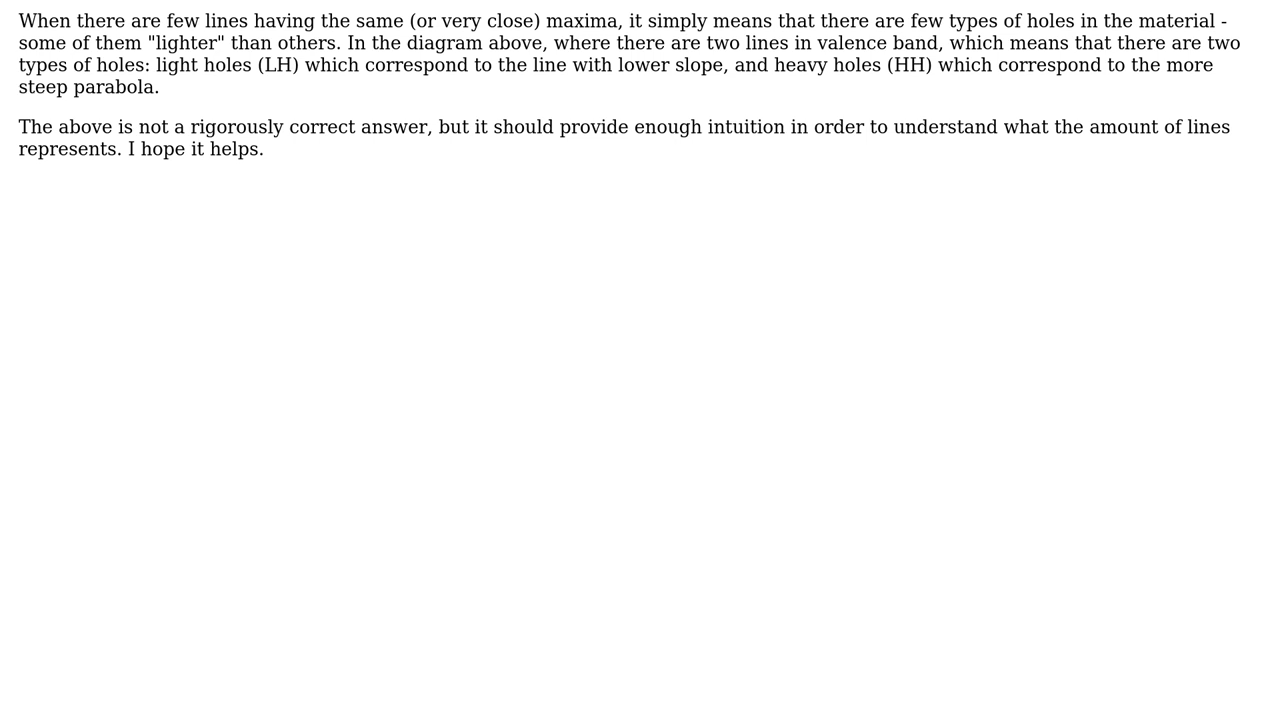 When there are few lines having the same (or very close) maxima, it simply means that there are few types of holes in the material -
some of them "lighter" than others. In the diagram above, where there are two lines in valence band, which means that there are two
types of holes: light holes (LH) which correspond to the line with lower slope, and heavy holes (HH) which correspond to the more
steep parabola.
The above is not a rigorously correct answer, but it should provide enough intuition in order to understand what the amount of lines
represents. I hope it helps.